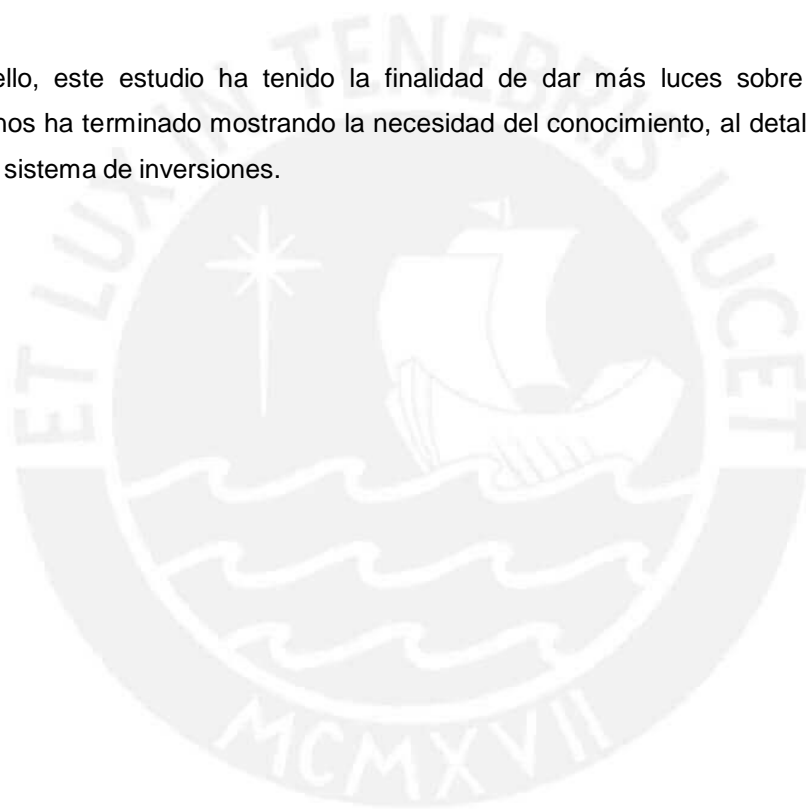 ello, este estudio ha tenido la finalidad de dar más luces sobre
nos ha terminado mostrando la necesidad del conocimiento, al detal
sistema de inversiones.
ET LUX IN TENEBRIS LUCET
MCMXVII